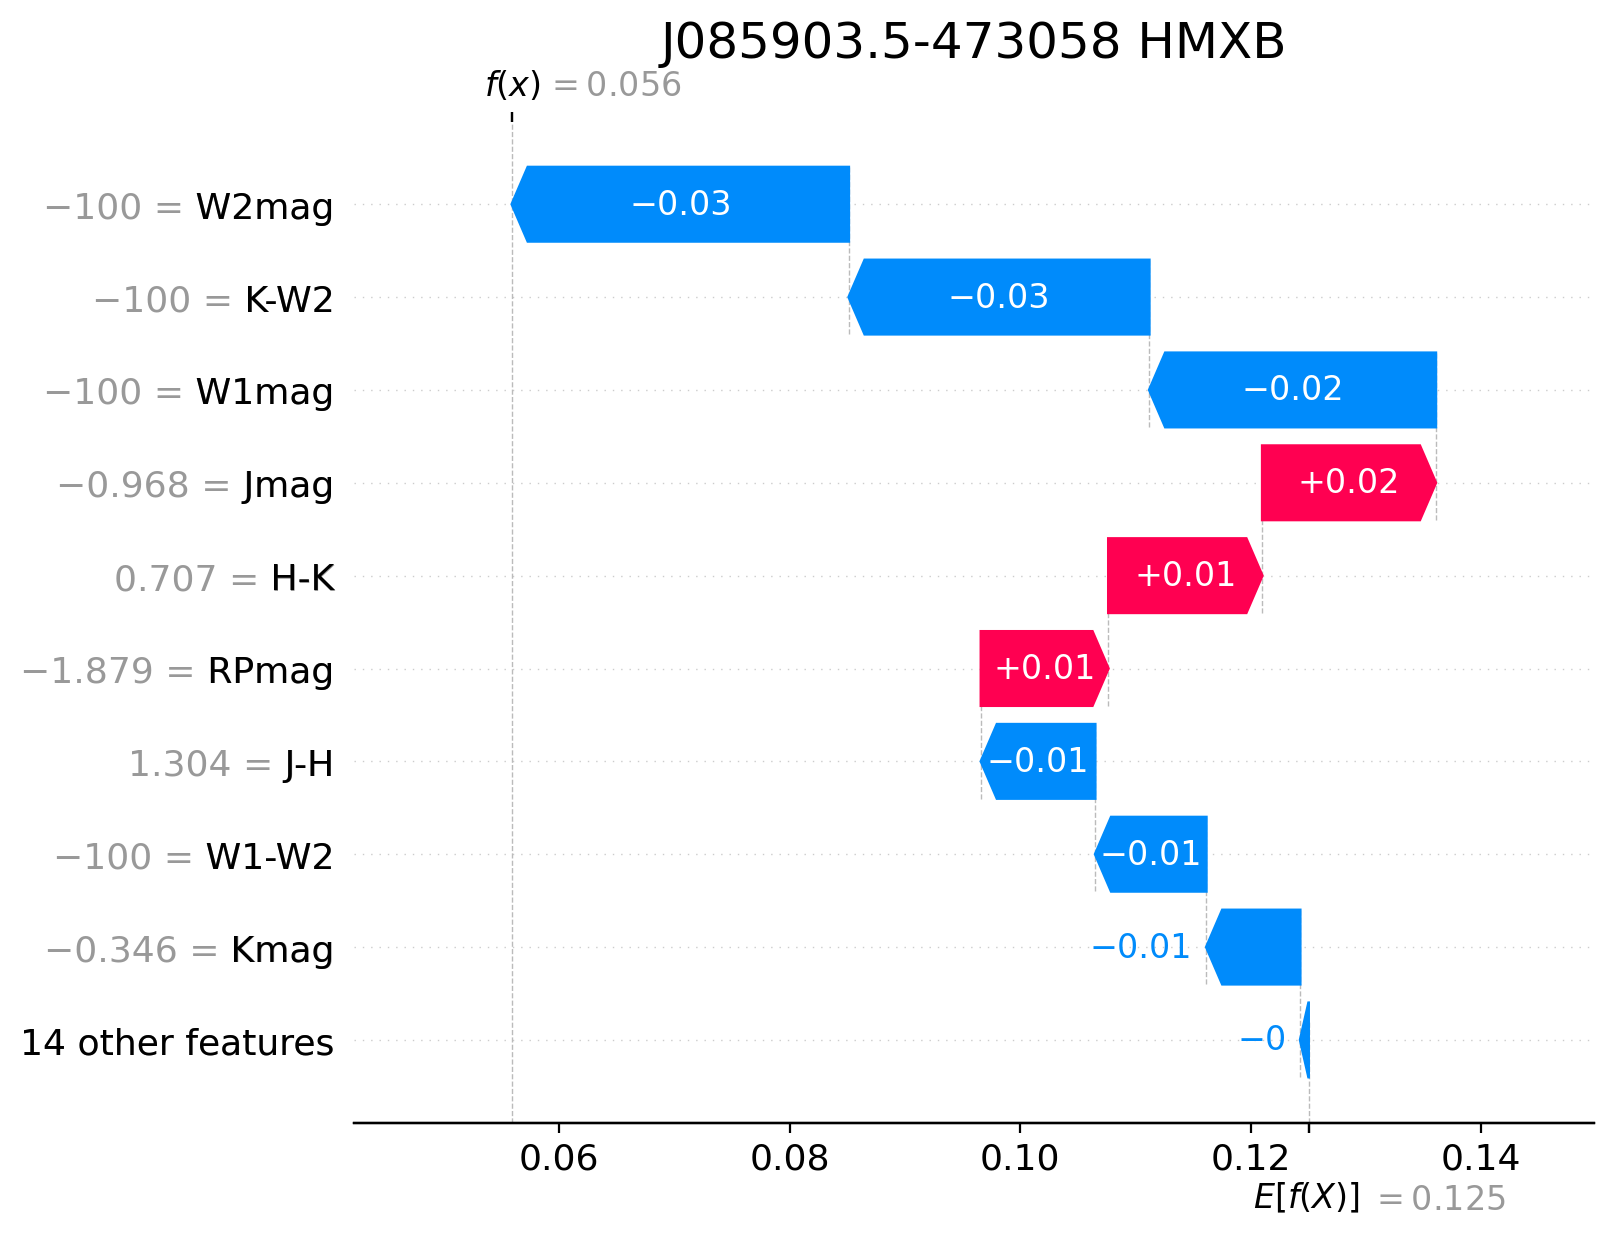 J085903.5-473058 HMXB
f(x) = 0.056
−100 = W2mag
−0.03
−100 = K-W2
−0.03
−100 = W1mag
−0.02
−0.968 = Jmag
+0.02
0.707 = H-K
+0.01
−1.879 = RPmag
+0.01
1.304 = J-H
−0.01
−100 = W1-W2
−0.01
−0.346 = Kmag
−0.01
14 other features
−0
0.06 0.08 0.10 0.12 0.14
E[f(X)] = 0.125